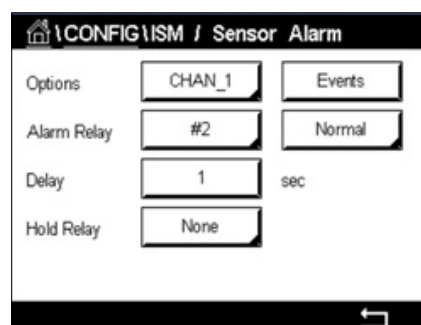 \CONFIG\ISM / Sensor Alarm
Options CHAN_1 Events
Alarm Relay #2 Normal
Delay 1 sec
Hold Relay None